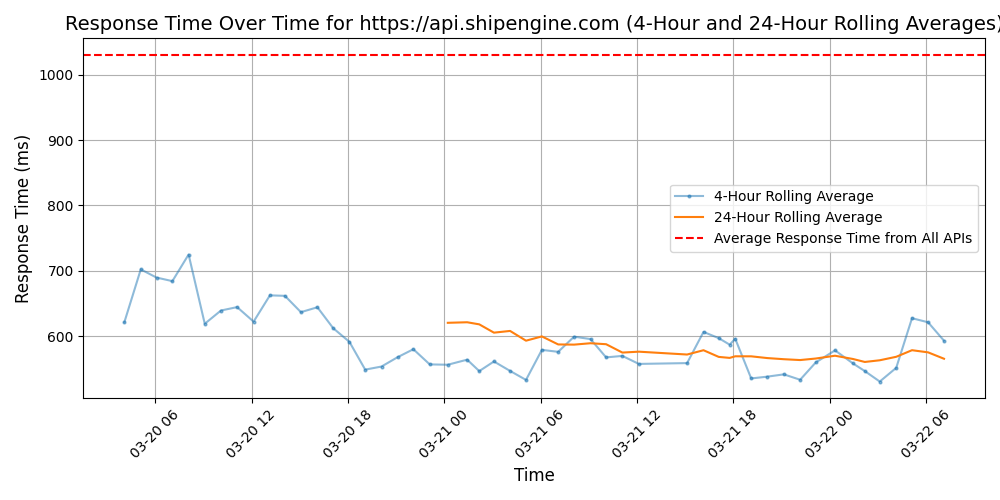 Response Time Over Time for https://api.shipengine.com (4-Hour and 24-Hour Rolling Averages)
Response Time (ms)
1000
900
800
700
600
4-Hour Rolling Average
24-Hour Rolling Average
Average Response Time from All APIs
03-20 06
03-20 12
03-20 18
03-21 00
03-21 06
03-21 12
03-21 18
03-22 00
03-22 06
Time